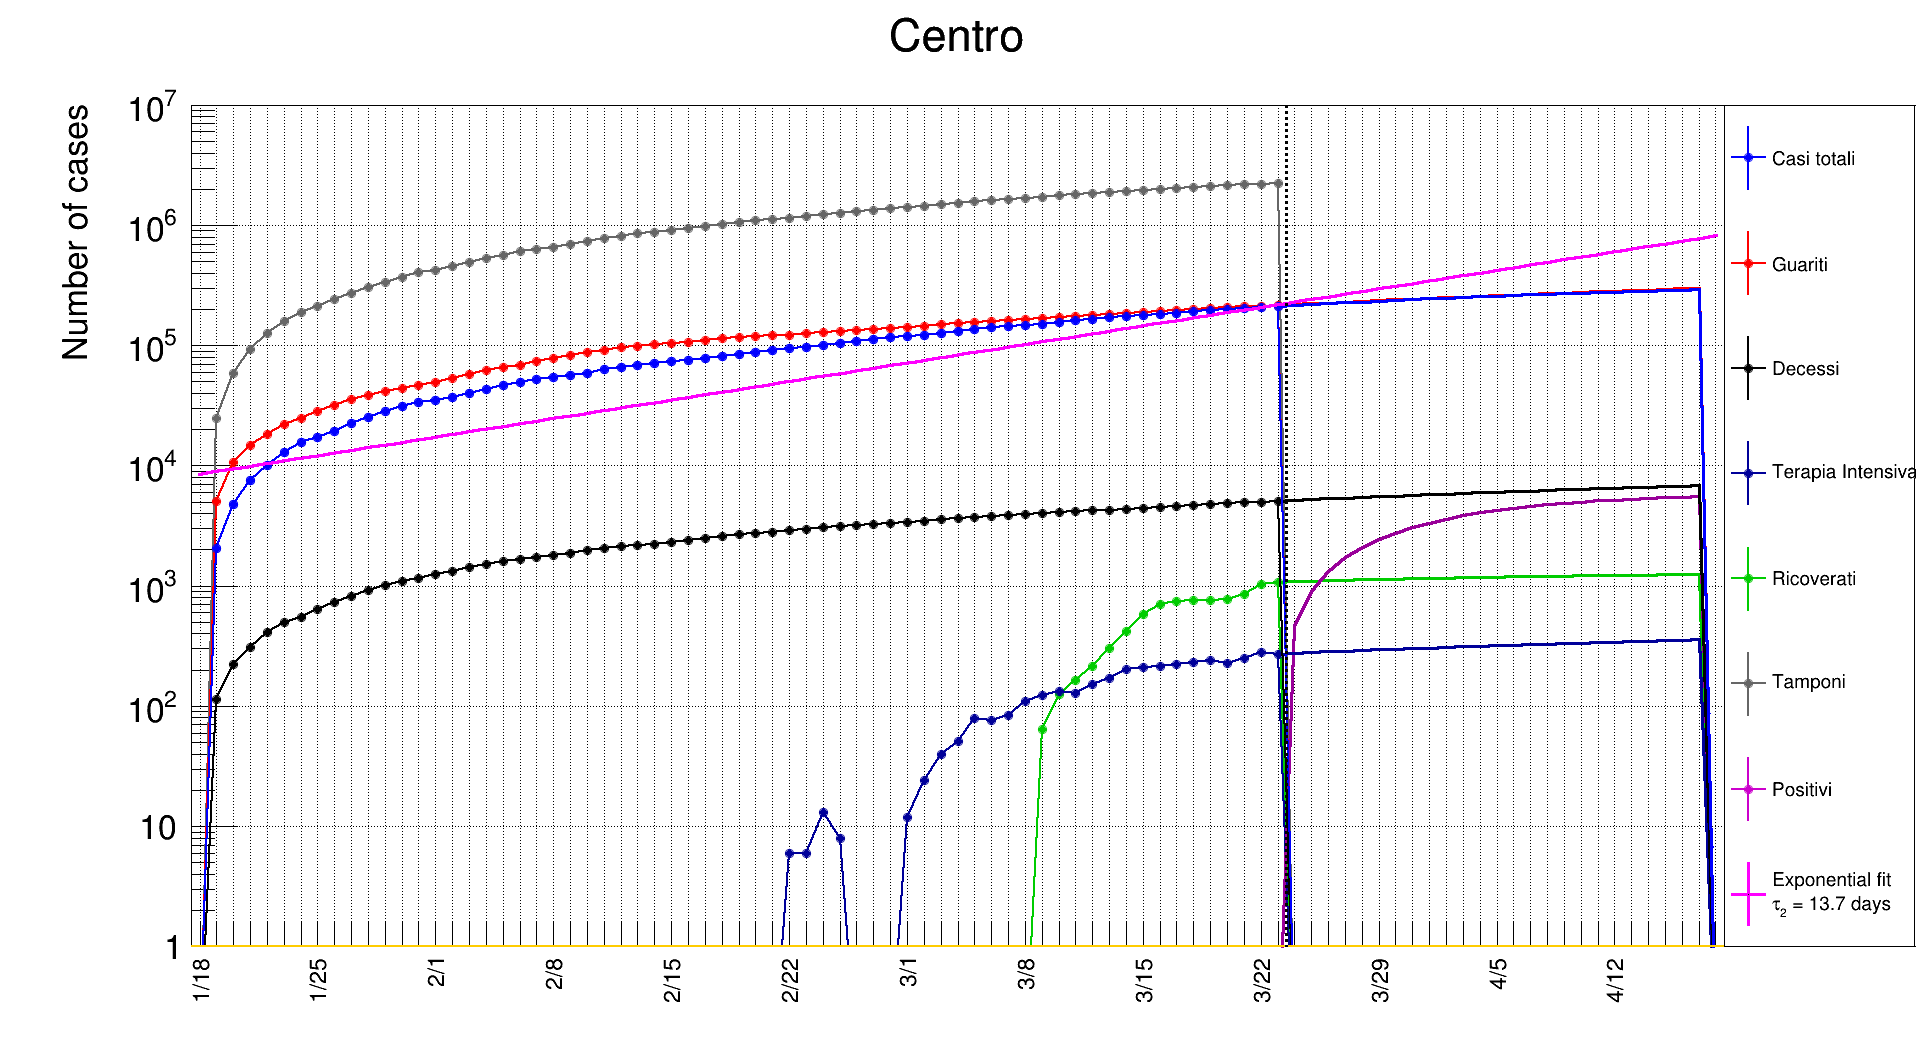 Centro
Number of cases
10^7
10^6
10^5
10^4
10^3
10^2
10
1
1/18
1/25
2/1
2/8
2/15
2/22
3/1
3/8
3/15
3/22
3/29
4/5
4/12
Casi totali
Guariti
Decessi
Terapia Intensiva
Ricoverati
Tamponi
Positivi
Exponential fit
τ₂ = 13.7 days